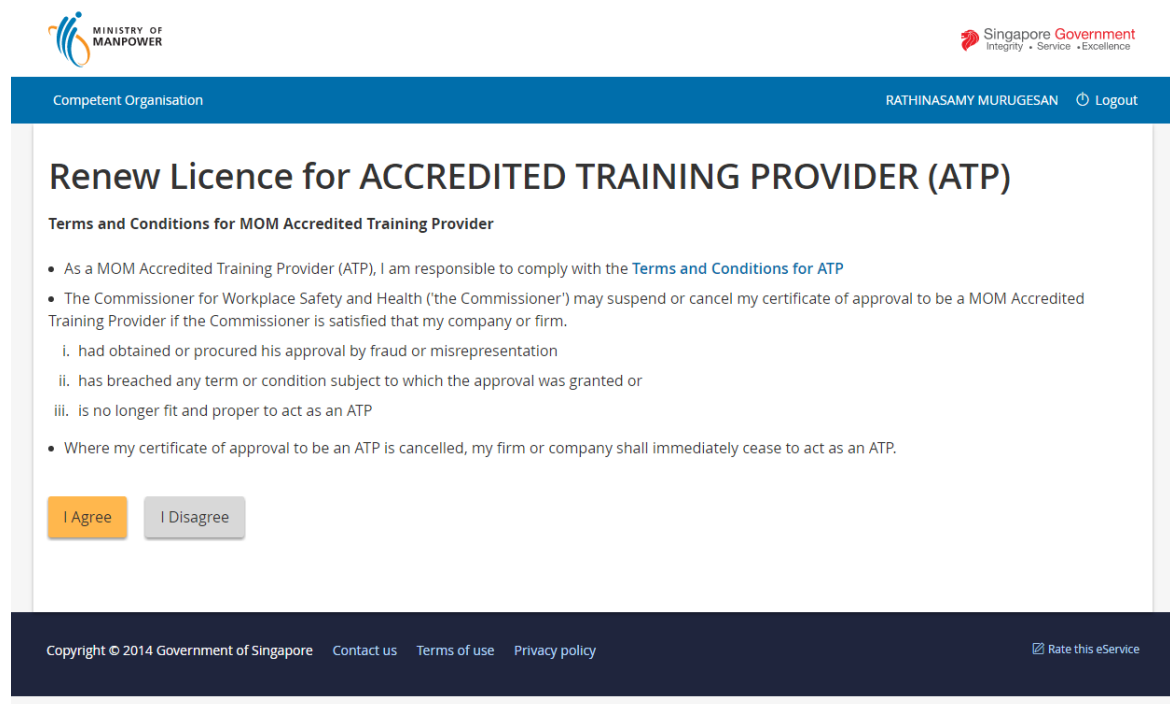 MINISTRY OF
MANPOWER
Singapore Government
Integrity • Service • Excellence
Competent Organisation
RATHINASAMY MURUGESAN
Logout
Renew Licence for ACCREDITED TRAINING PROVIDER (ATP)
Terms and Conditions for MOM Accredited Training Provider
• As a MOM Accredited Training Provider (ATP), I am responsible to comply with the Terms and Conditions for ATP
• The Commissioner for Workplace Safety and Health ('the Commissioner') may suspend or cancel my certificate of approval to be a MOM Accredited
Training Provider if the Commissioner is satisfied that my company or firm.
i. had obtained or procured his approval by fraud or misrepresentation
ii. has breached any term or condition subject to which the approval was granted or
iii. is no longer fit and proper to act as an ATP
• Where my certificate of approval to be an ATP is cancelled, my firm or company shall immediately cease to act as an ATP.
I Agree
I Disagree
Copyright © 2014 Government of Singapore
Contact us
Terms of use
Privacy policy
Rate this eService